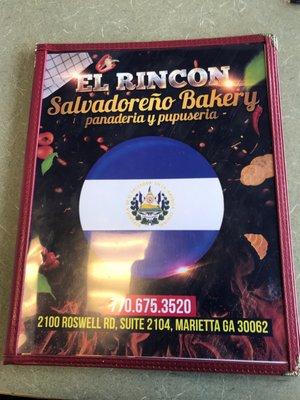 EL RINCON
Salvadoreño Bakery
panaderia y pupuseria
770.675.3520
2100 ROSWELL RD, SUITE 2104, MARIETTA GA 30062